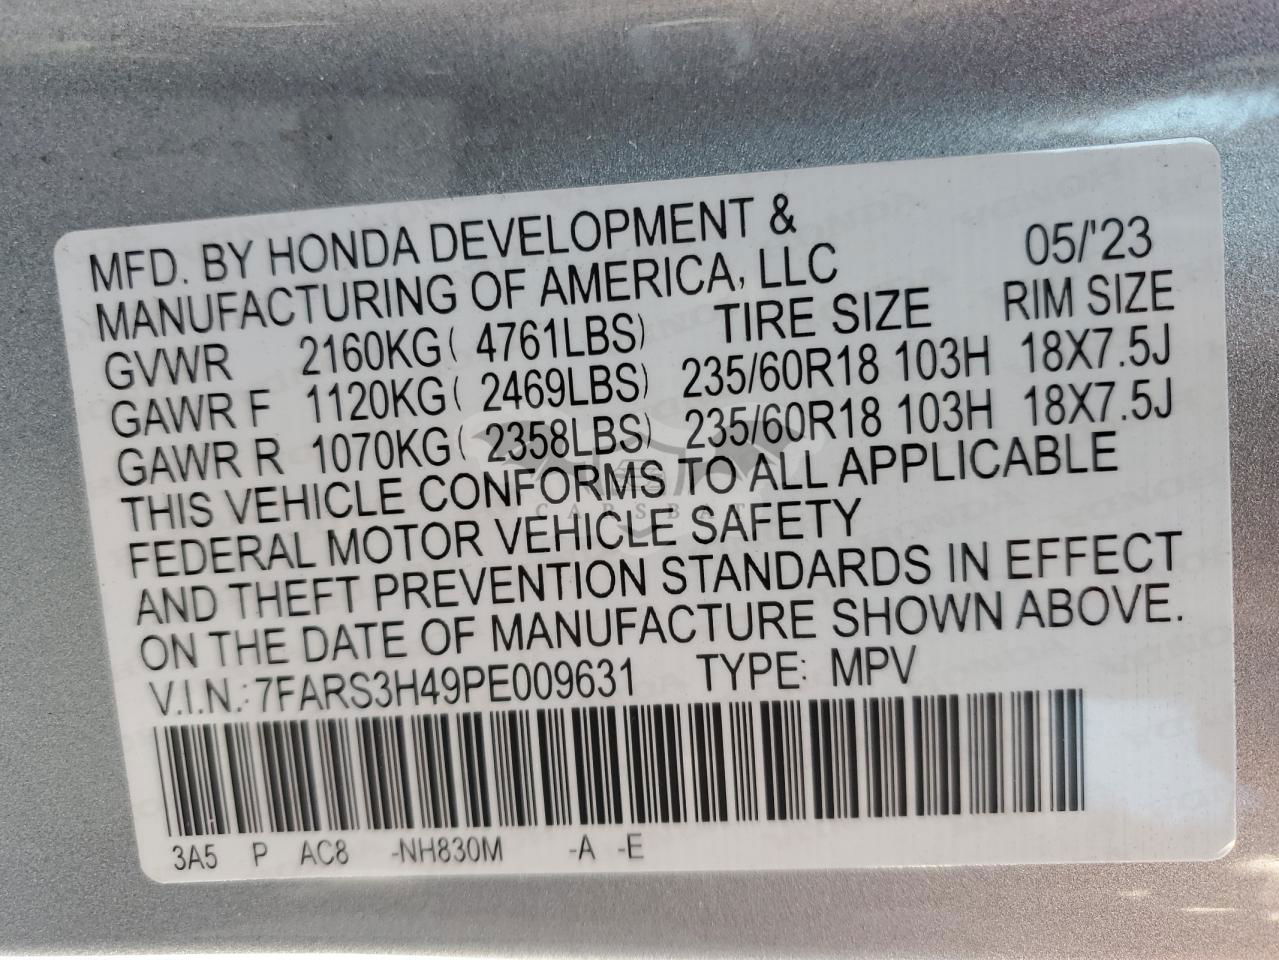 MFD. BY HONDA DEVELOPMENT &
MANUFACTURING OF AMERICA, LLC 05/'23
GVWR 2160KG( 4761LBS) TIRE SIZE RIM SIZE
GAWR F 1120KG( 2469LBS) 235/60R18 103H 18X7.5J
GAWR R 1070KG( 2358LBS) 235/60R18 103H 18X7.5J
THIS VEHICLE CONFORMS TO ALL APPLICABLE
FEDERAL MOTOR VEHICLE SAFETY
AND THEFT PREVENTION STANDARDS IN EFFECT
ON THE DATE OF MANUFACTURE SHOWN ABOVE.
V.I.N.: 7FARS3H49PE009631 TYPE: MPV
3A5 P AC8 -NH830M -A -E
CARSBAT